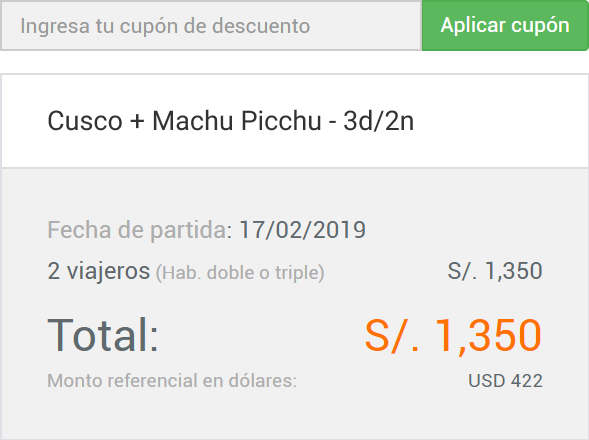 Ingresa tu cupón de descuento Aplicar cupón
Cusco + Machu Picchu - 3d/2n
Fecha de partida: 17/02/2019
2 viajeros (Hab. doble o triple) S/. 1,350
Total: S/. 1,350
Monto referencial en dólares: USD 422